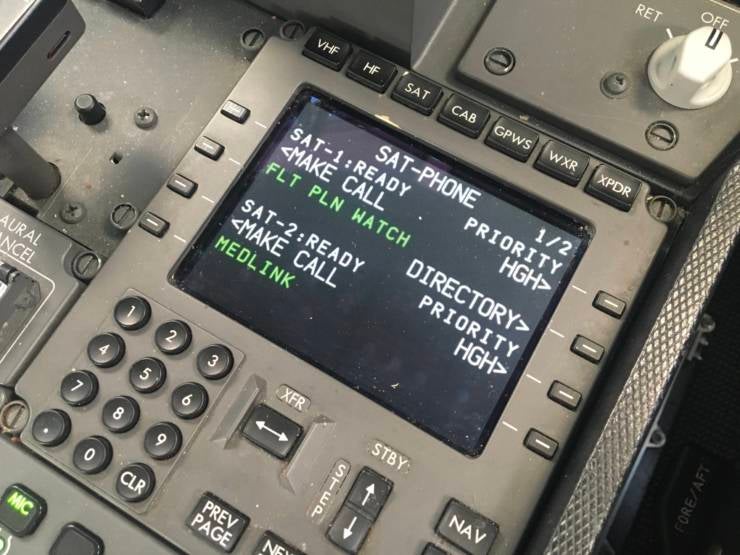 RET OFF
VHF HF SAT CAB GPWS WXR XPDR
SAT-PHONE
1/2
SAT-1:READY PRIORITY
<MAKE CALL HGH>
FLT PLN WATCH
DIRECTORY>
SAT-2:READY PRIORITY
<MAKE CALL HGH>
MEDLINK
AURAL
1 2 3
4 5 6
7 8 9
. 0 CLR
XFR
STBY
STEP
MIC
PREV
PAGE
NAV
FORE/AFT